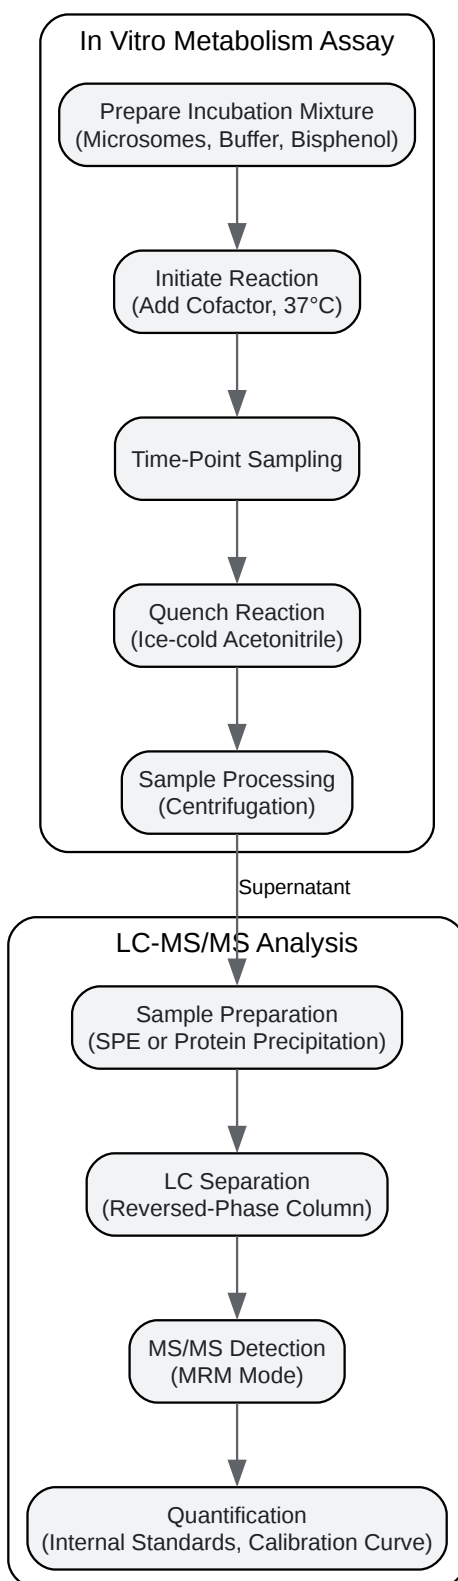 In Vitro Metabolism Assay
Prepare Incubation Mixture
(Microsomes, Buffer, Bisphenol)
Initiate Reaction
(Add Cofactor, 37°C)
Time-Point Sampling
Quench Reaction
(Ice-cold Acetonitrile)
Sample Processing
(Centrifugation)
Supernatant
LC-MS/MS Analysis
Sample Preparation
(SPE or Protein Precipitation)
LC Separation
(Reversed-Phase Column)
MS/MS Detection
(MRM Mode)
Quantification
(Internal Standards, Calibration Curve)